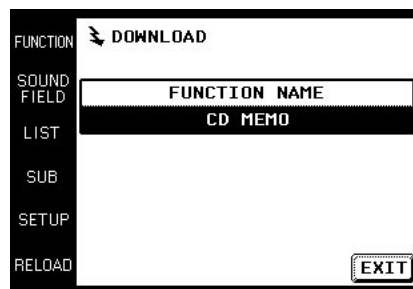 FUNCTION
SOUND
FIELD
LIST
SUB
SETUP
RELOAD
DOWNLOAD
FUNCTION NAME
CD MEMO
EXIT